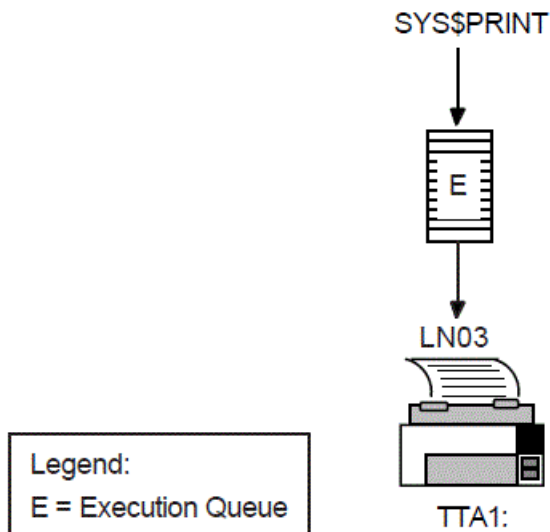 SYS$PRINT
E
LN03
TTA1:
Legend:
E = Execution Queue